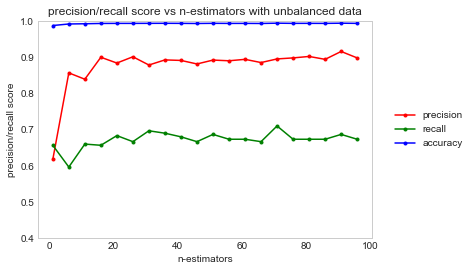 precision/recall score vs n-estimators with unbalanced data
1.0
0.9
0.8
0.7
0.6
0.5
0.4
precision/recall score
0 20 40 60 80 100
n-estimators
precision
recall
accuracy